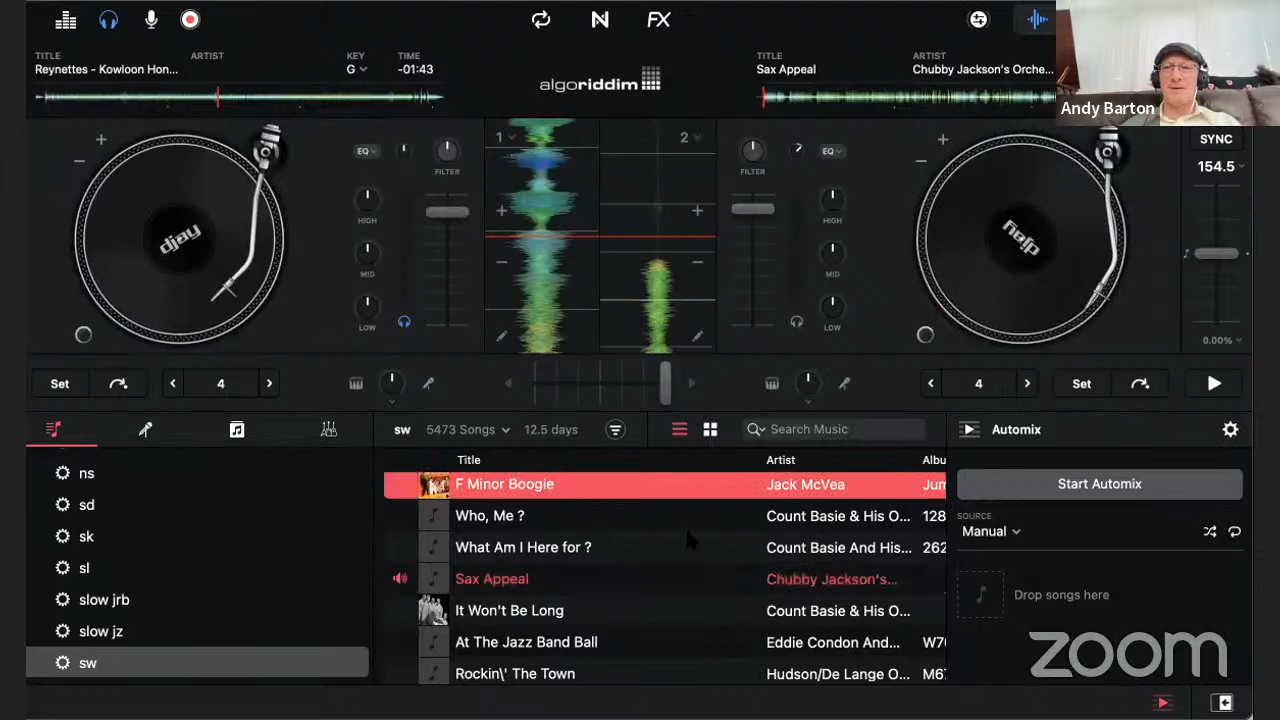 FX
TITLE
ARTIST
KEY
TIME
Reynettes - Kowloon Hon...
G
-01:43
algoriddim
TITLE
ARTIST
Sax Appeal
Chubby Jackson's Orche...
Andy Barton
1
2
EQ
FILTER
HIGH
MID
LOW
djay
FILTER
EQ
HIGH
MID
LOW
djay
SYNC
154.5
0.00%
Set
4
4
Set
sw
5473 Songs
12.5 days
Search Music
Automix
Title
Artist
Albu
F Minor Boogie
Jack McVea
Jum
Who, Me ?
Count Basie & His O...
128
What Am I Here for ?
Count Basie And His...
262
Sax Appeal
Chubby Jackson's...
It Won't Be Long
Count Basie & His O...
At The Jazz Band Ball
Eddie Condon And...
W70
Rockin\' The Town
Hudson/De Lange O...
M67
ns
sd
sk
sl
slow jrb
slow jz
sw
Start Automix
SOURCE
Manual
Drop songs here
zoom